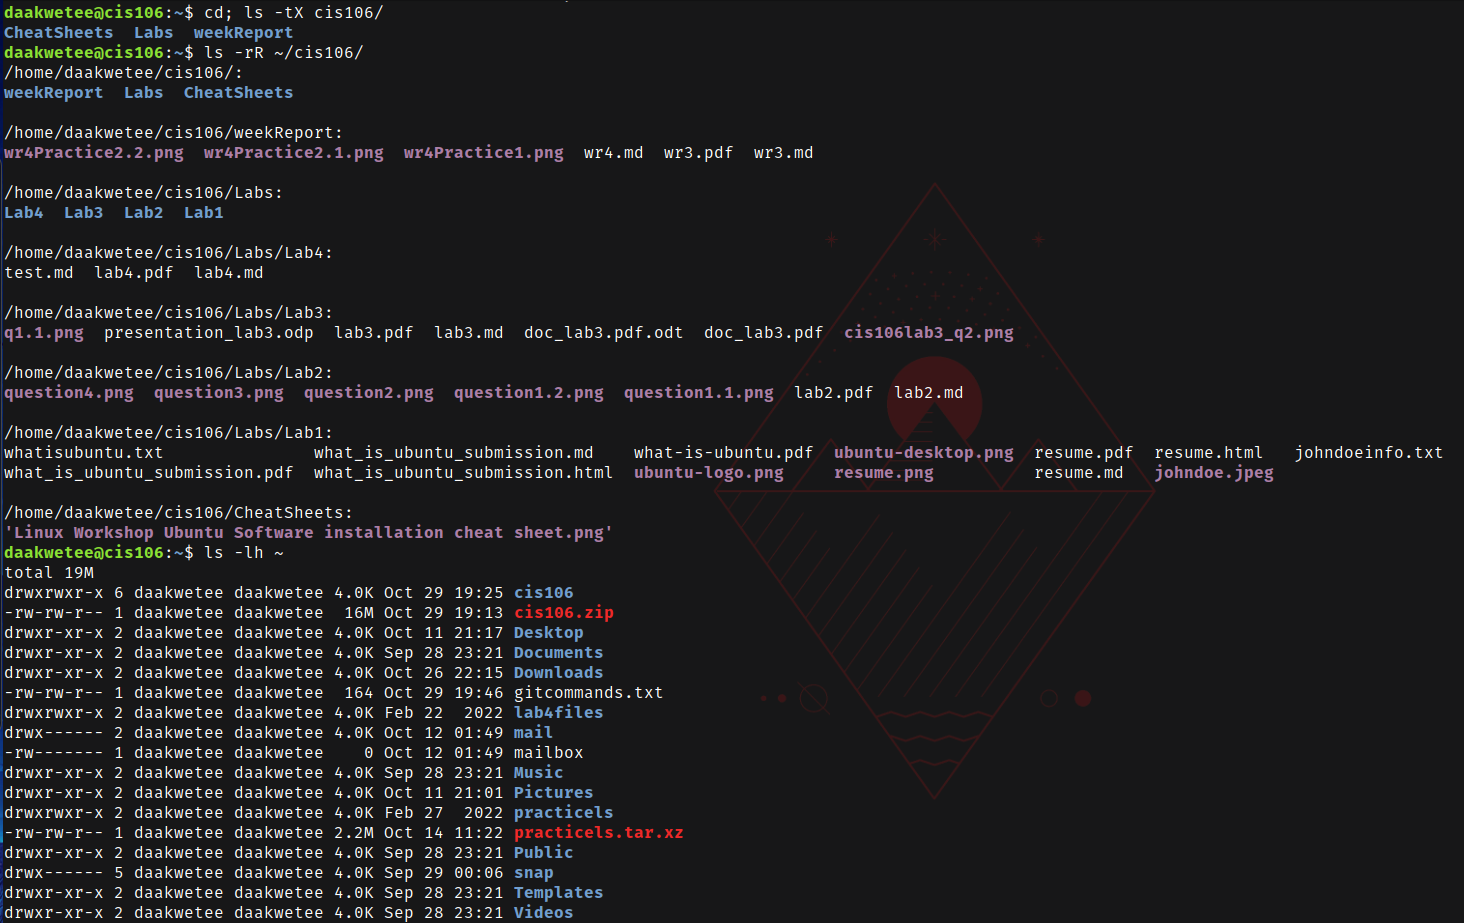 daakwetee@cis106:~$ cd; ls -tX cis106/
CheatSheets  Labs  weekReport
daakwetee@cis106:~$ ls -rR ~/cis106/
/home/daakwetee/cis106/:
weekReport  Labs  CheatSheets

/home/daakwetee/cis106/weekReport:
wr4Practice2.2.png  wr4Practice2.1.png  wr4Practice1.png  wr4.md  wr3.pdf  wr3.md

/home/daakwetee/cis106/Labs:
Lab4  Lab3  Lab2  Lab1

/home/daakwetee/cis106/Labs/Lab4:
test.md  lab4.pdf  lab4.md

/home/daakwetee/cis106/Labs/Lab3:
q1.1.png  presentation_lab3.odp  lab3.pdf  lab3.md  doc_lab3.pdf.odt  doc_lab3.pdf  cis106lab3_q2.png

/home/daakwetee/cis106/Labs/Lab2:
question4.png  question3.png  question2.png  question1.2.png  question1.1.png  lab2.pdf  lab2.md

/home/daakwetee/cis106/Labs/Lab1:
whatisubuntu.txt               what_is_ubuntu_submission.md    what-is-ubuntu.pdf  ubuntu-desktop.png  resume.pdf  resume.html   johndoeinfo.txt
what_is_ubuntu_submission.pdf  what_is_ubuntu_submission.html  ubuntu-logo.png     resume.png          resume.md   johndoe.jpeg

/home/daakwetee/cis106/CheatSheets:
'Linux Workshop Ubuntu Software installation cheat sheet.png'
daakwetee@cis106:~$ ls -lh ~
total 19M
drwxrwxr-x 6 daakwetee daakwetee 4.0K Oct 29 19:25 cis106
-rw-rw-r-- 1 daakwetee daakwetee  16M Oct 29 19:13 cis106.zip
drwxr-xr-x 2 daakwetee daakwetee 4.0K Oct 11 21:17 Desktop
drwxr-xr-x 2 daakwetee daakwetee 4.0K Sep 28 23:21 Documents
drwxr-xr-x 2 daakwetee daakwetee 4.0K Oct 26 22:15 Downloads
-rw-rw-r-- 1 daakwetee daakwetee  164 Oct 29 19:46 gitcommands.txt
drwxrwxr-x 2 daakwetee daakwetee 4.0K Feb 22  2022 lab4files
drwx------ 2 daakwetee daakwetee 4.0K Oct 12 01:49 mail
-rw------- 1 daakwetee daakwetee    0 Oct 12 01:49 mailbox
drwxr-xr-x 2 daakwetee daakwetee 4.0K Sep 28 23:21 Music
drwxr-xr-x 2 daakwetee daakwetee 4.0K Oct 11 21:01 Pictures
drwxrwxr-x 2 daakwetee daakwetee 4.0K Feb 27  2022 practicels
-rw-rw-r-- 1 daakwetee daakwetee 2.2M Oct 14 11:22 practicels.tar.xz
drwxr-xr-x 2 daakwetee daakwetee 4.0K Sep 28 23:21 Public
drwx------ 5 daakwetee daakwetee 4.0K Sep 29 00:06 snap
drwxr-xr-x 2 daakwetee daakwetee 4.0K Sep 28 23:21 Templates
drwxr-xr-x 2 daakwetee daakwetee 4.0K Sep 28 23:21 Videos